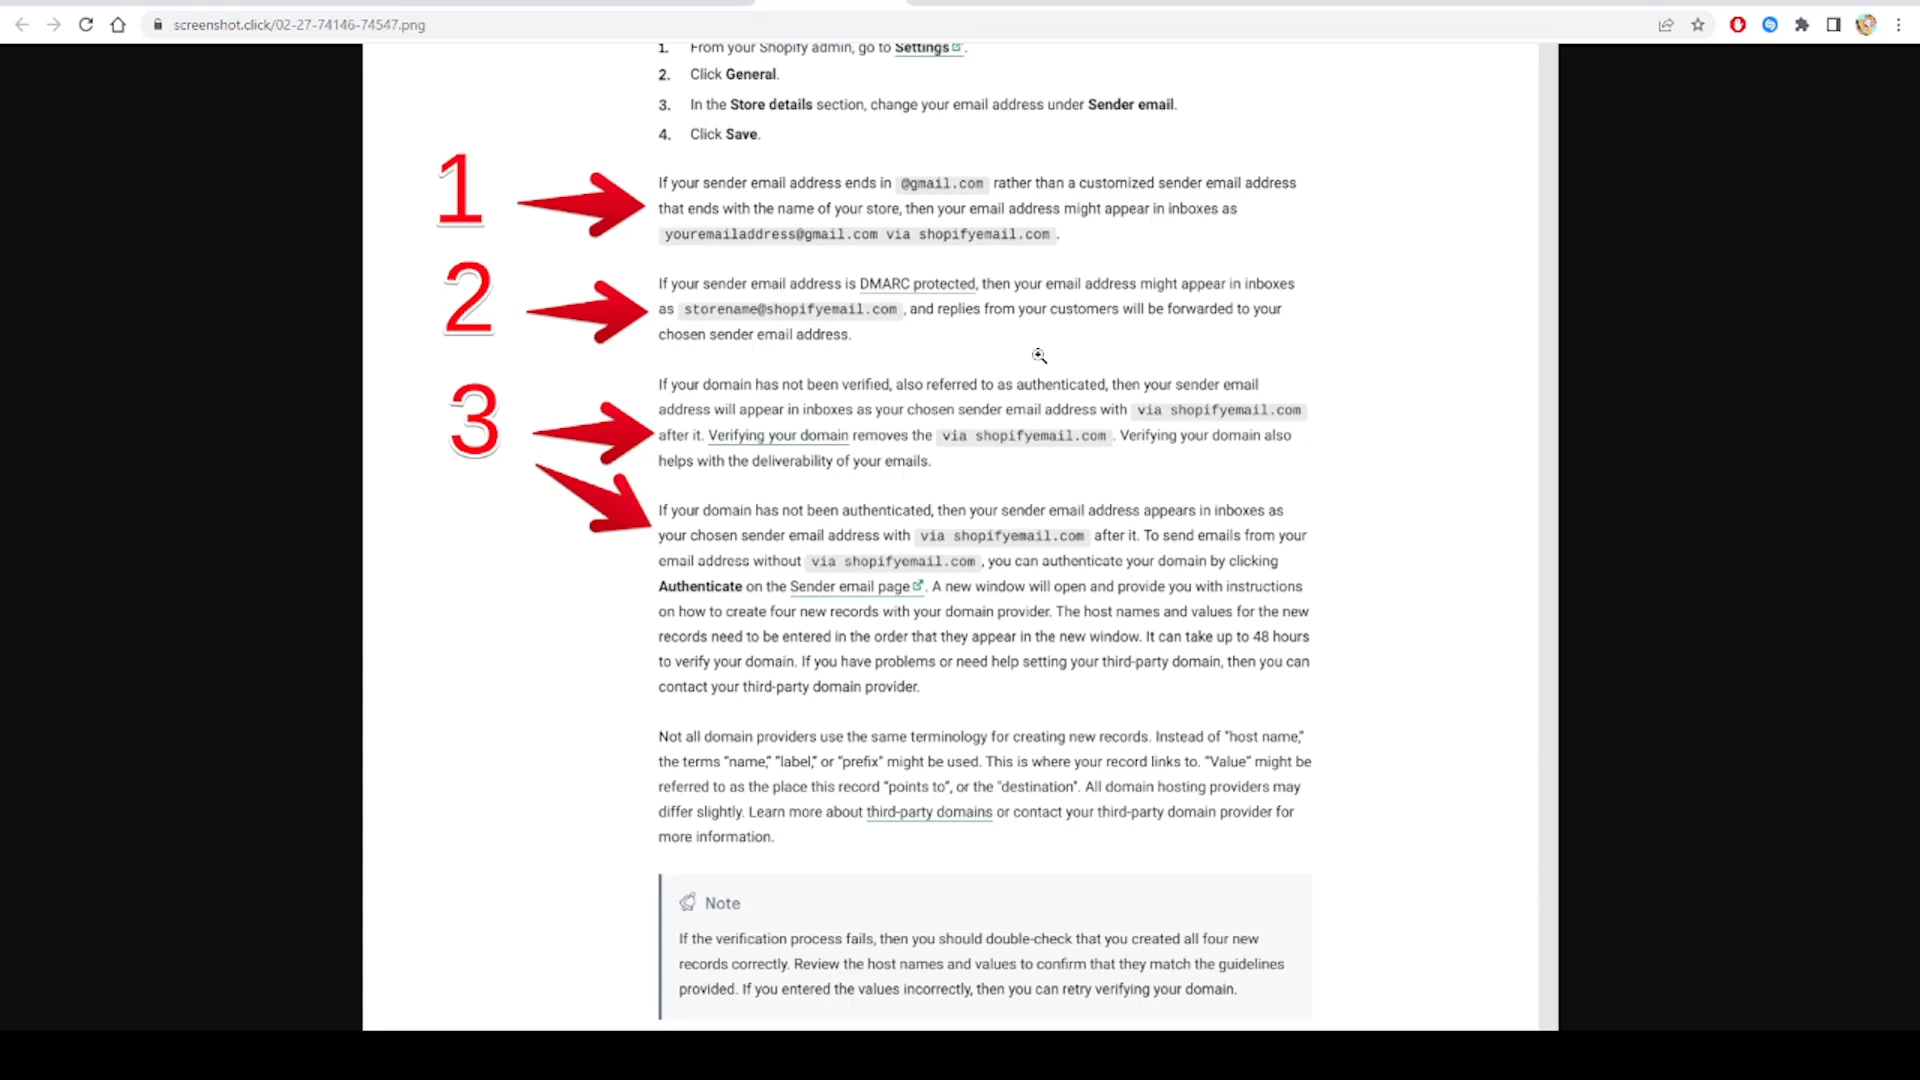 screenshot.click/02-27-74146-74547.png
1. From your Shopify admin, go to Settings.
2. Click General.
3. In the Store details section, change your email address under Sender email.
4. Click Save.
1
If your sender email address ends in @gmail.com rather than a customized sender email address
that ends with the name of your store, then your email address might appear in inboxes as
youremailaddress@gmail.com via shopifyemail.com.
2
If your sender email address is DMARC protected, then your email address might appear in inboxes
as storename@shopifyemail.com, and replies from your customers will be forwarded to your
chosen sender email address.
3
If your domain has not been verified, also referred to as authenticated, then your sender email
address will appear in inboxes as your chosen sender email address with via shopifyemail.com
after it. Verifying your domain removes the via shopifyemail.com. Verifying your domain also
helps with the deliverability of your emails.
If your domain has not been authenticated, then your sender email address appears in inboxes as
your chosen sender email address with via shopifyemail.com after it. To send emails from your
email address without via shopifyemail.com, you can authenticate your domain by clicking
Authenticate on the Sender email page. A new window will open and provide you with instructions
on how to create four new records with your domain provider. The host names and values for the new
records need to be entered in the order that they appear in the new window. It can take up to 48 hours
to verify your domain. If you have problems or need help setting your third-party domain, then you can
contact your third-party domain provider.
Not all domain providers use the same terminology for creating new records. Instead of "host name,"
the terms "name," "label," or "prefix" might be used. This is where your record links to. "Value" might be
referred to as the place this record "points to", or the "destination". All domain hosting providers may
differ slightly. Learn more about third-party domains or contact your third-party domain provider for
more information.
Note
If the verification process fails, then you should double-check that you created all four new
records correctly. Review the host names and values to confirm that they match the guidelines
provided. If you entered the values incorrectly, then you can retry verifying your domain.